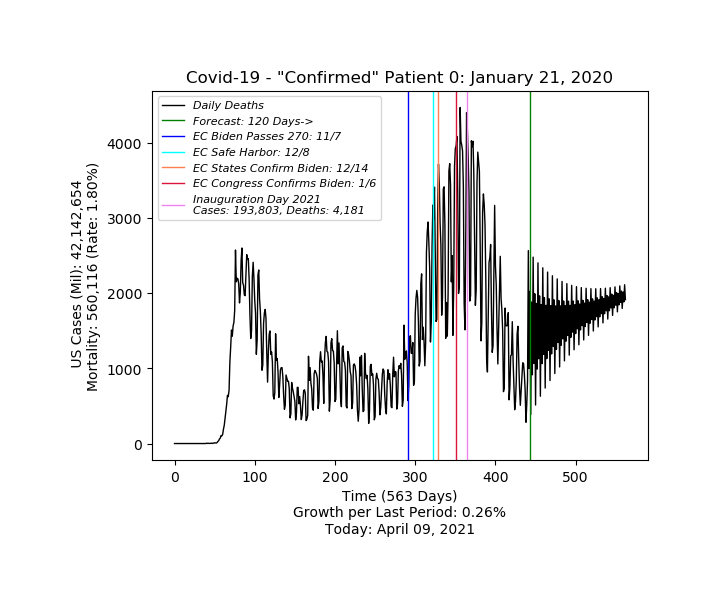 Covid-19 - "Confirmed" Patient 0: January 21, 2020
Daily Deaths
Forecast: 120 Days->
EC Biden Passes 270: 11/7
EC Safe Harbor: 12/8
EC States Confirm Biden: 12/14
EC Congress Confirms Biden: 1/6
Inauguration Day 2021
Cases: 193,803, Deaths: 4,181
US Cases (Mil): 42,142,654
Mortality: 560,116 (Rate: 1.80%)
4000
3000
2000
1000
0
0 100 200 300 400 500
Time (563 Days)
Growth per Last Period: 0.26%
Today: April 09, 2021